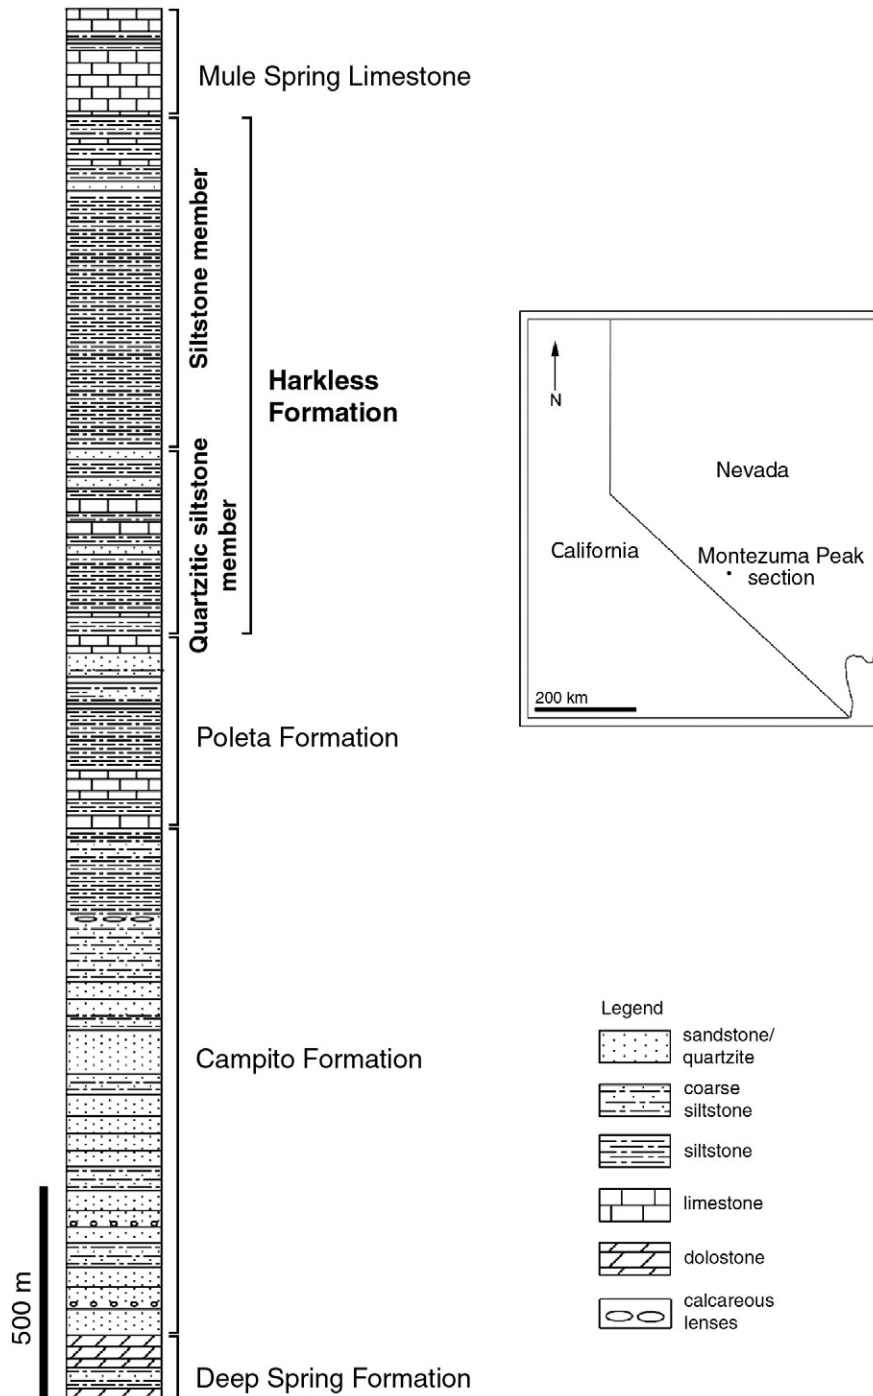 Mule Spring Limestone
Siltstone member
Harkless
Formation
Quartzitic siltstone
member
Poleta Formation
Campito Formation
500 m
Deep Spring Formation
N
Nevada
California
Montezuma Peak
section
200 km
Legend
sandstone/
quartzite
coarse
siltstone
siltstone
limestone
dolostone
calcareous
lenses